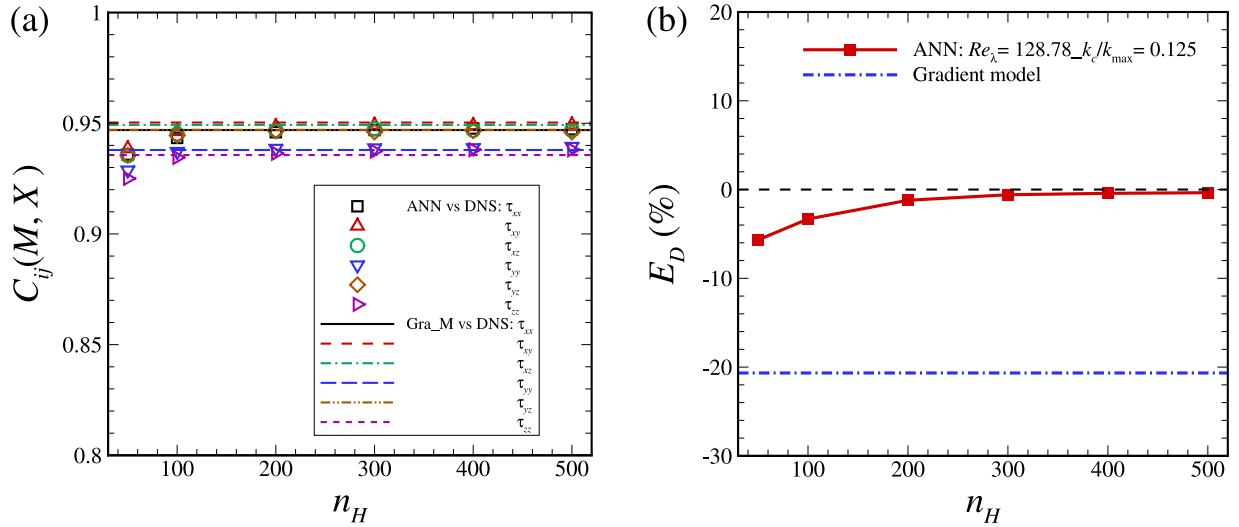 (a)
1
0.95
0.9
0.85
0.8
C_ij(M, X)
ANN vs DNS: τ_xx
τ_xy
τ_xz
τ_yy
τ_yz
τ_zz
Gra_M vs DNS: τ_xx
τ_xy
τ_xz
τ_yy
τ_yz
τ_zz
100 200 300 400 500
n_H
(b)
20
10
0
-10
-20
-30
E_D (%)
ANN: Re_λ= 128.78_k_c/k_max= 0.125
Gradient model
100 200 300 400 500
n_H